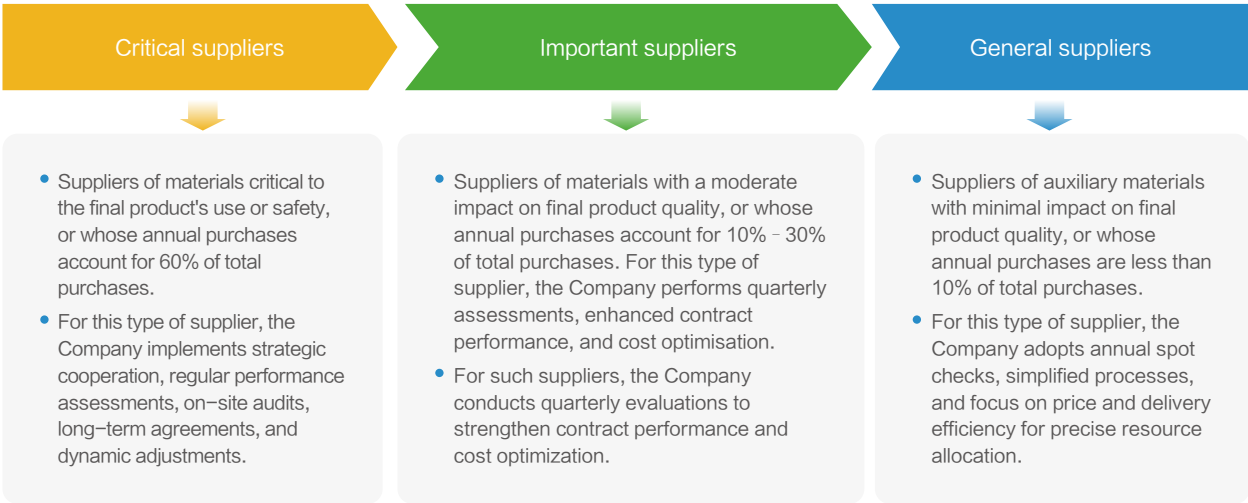 Critical suppliers
Important suppliers
General suppliers
• Suppliers of materials critical to
the final product's use or safety,
or whose annual purchases
account for 60% of total
purchases.
• For this type of supplier, the
Company implements strategic
cooperation, regular performance
assessments, on-site audits,
long-term agreements, and
dynamic adjustments.
• Suppliers of materials with a moderate
impact on final product quality, or whose
annual purchases account for 10% - 30%
of total purchases. For this type of
supplier, the Company performs quarterly
assessments, enhanced contract
performance, and cost optimisation.
• For such suppliers, the Company
conducts quarterly evaluations to
strengthen contract performance and
cost optimization.
• Suppliers of auxiliary materials
with minimal impact on final
product quality, or whose
annual purchases are less than
10% of total purchases.
• For this type of supplier, the
Company adopts annual spot
checks, simplified processes,
and focus on price and delivery
efficiency for precise resource
allocation.